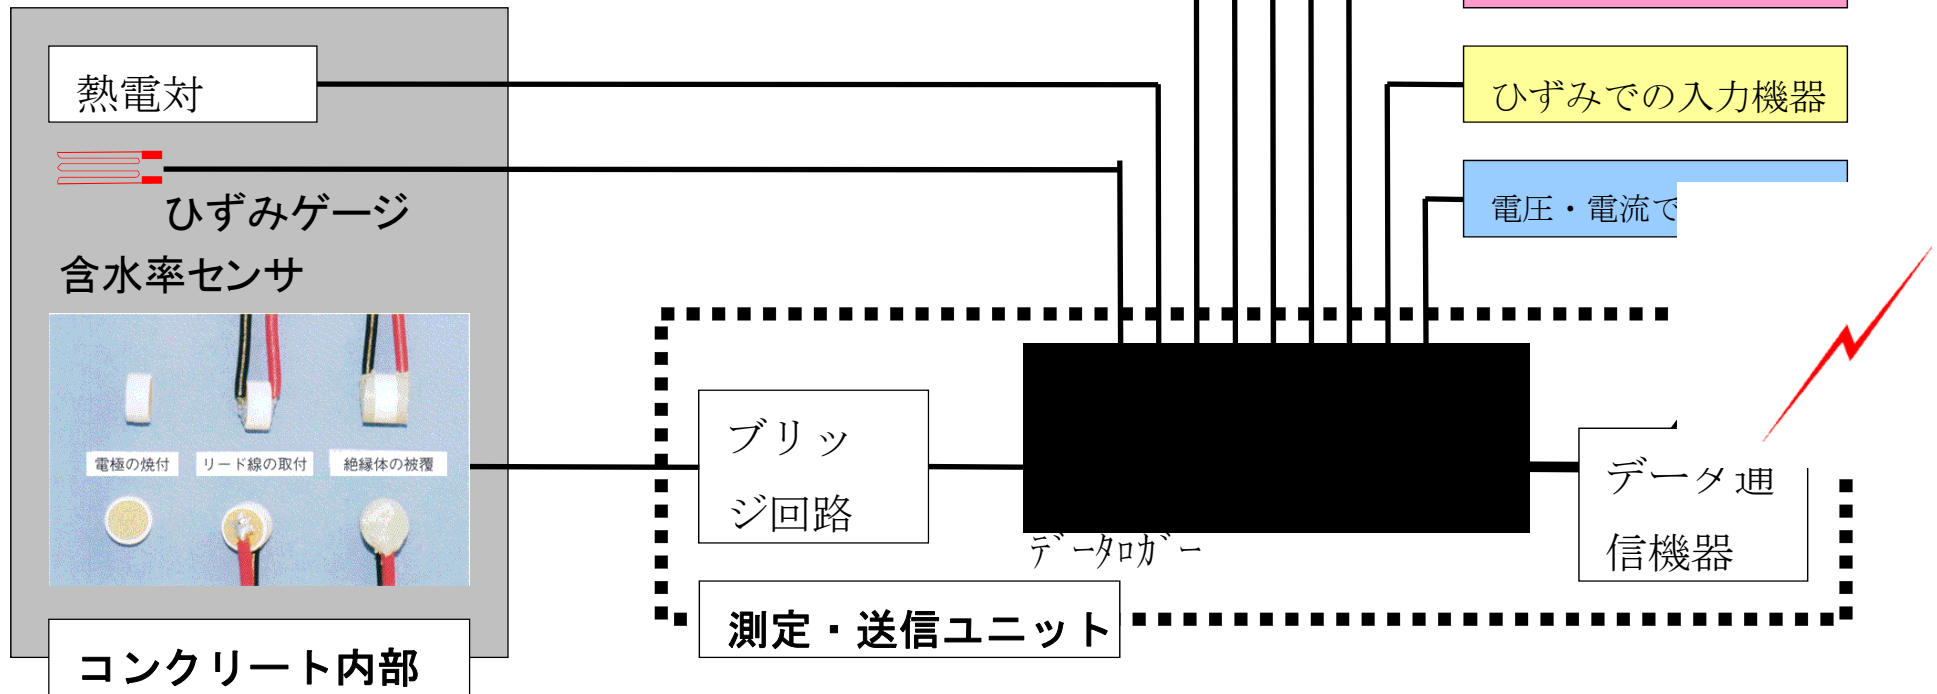 熱電対
ひずみでの入力機器
ひずみゲージ
電圧・電流で
含水率センサ
電極の焼付
リード線の取付
絶縁体の被覆
ブリッ
ジ回路
データロガー
データ通
信機器
測定・送信ユニット
コンクリート内部